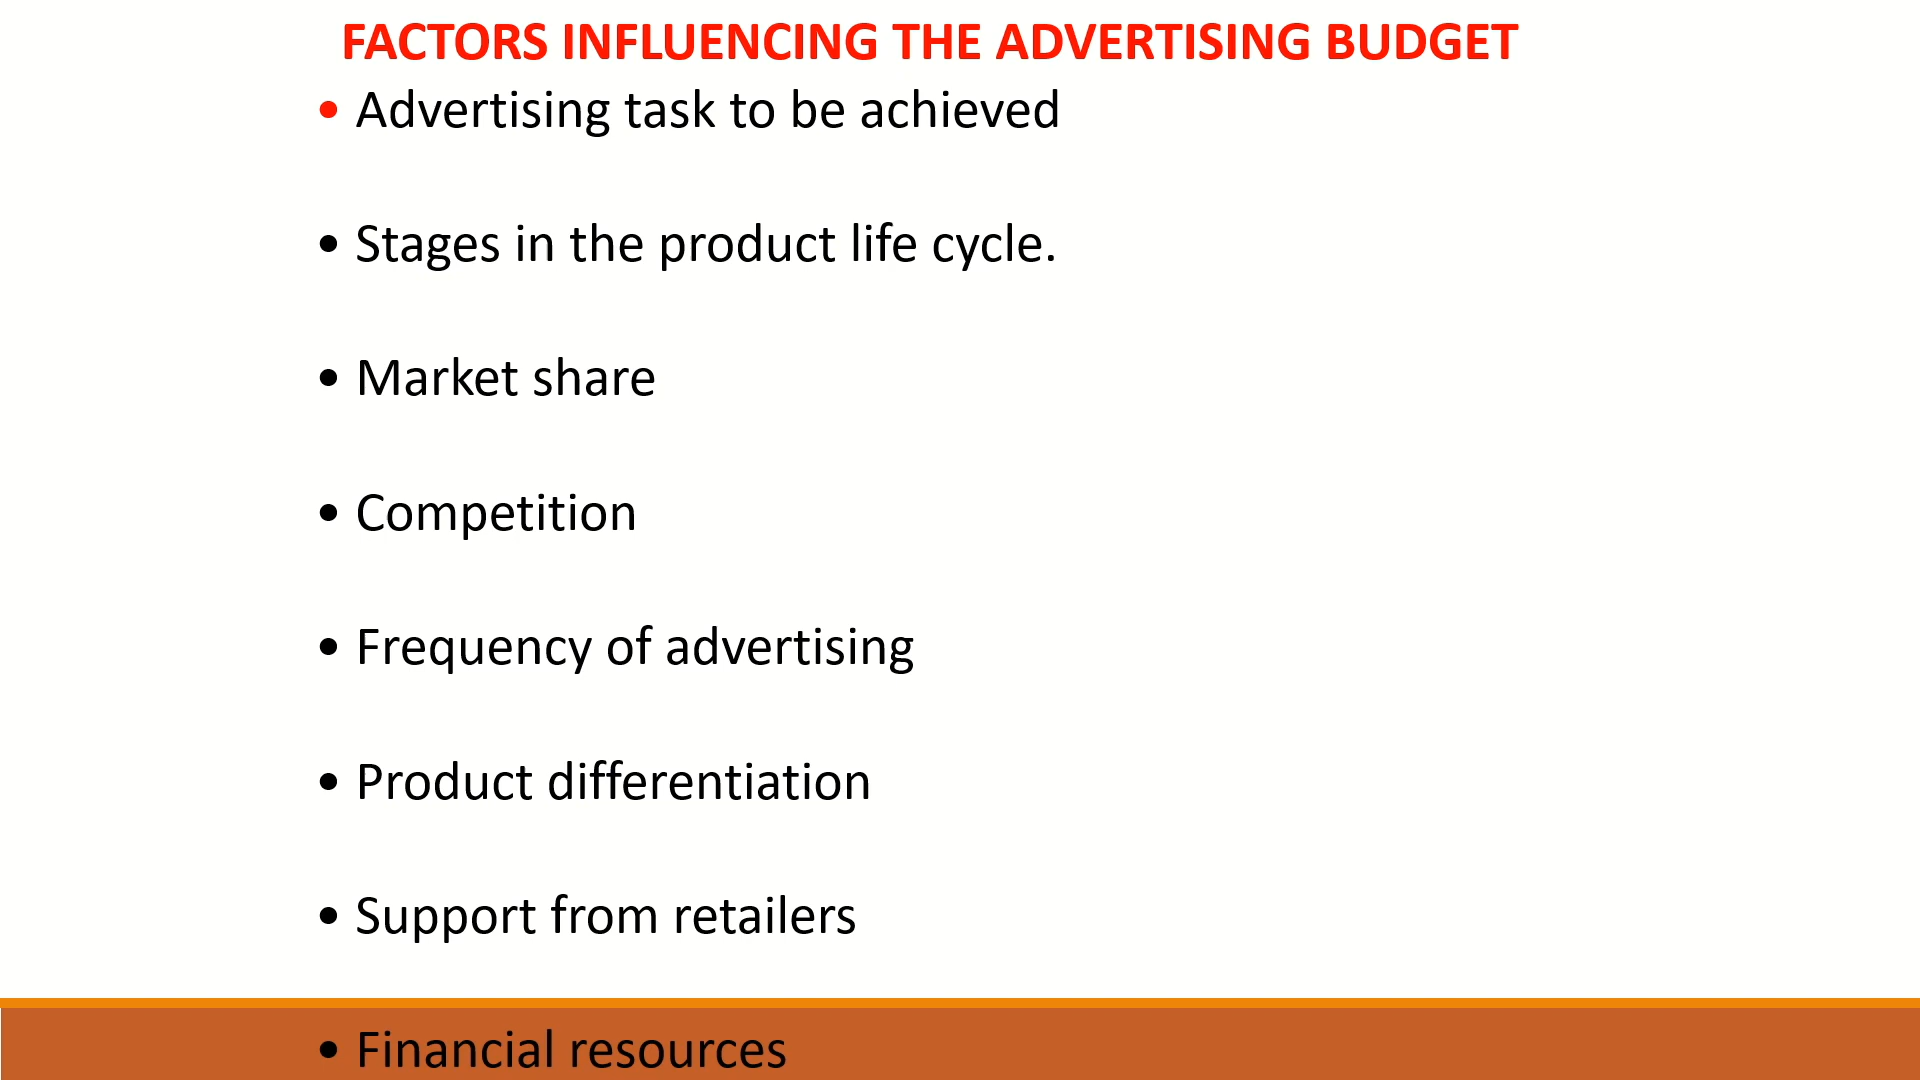 FACTORS INFLUENCING THE ADVERTISING BUDGET
• Advertising task to be achieved
• Stages in the product life cycle.
• Market share
• Competition
• Frequency of advertising
• Product differentiation
• Support from retailers
• Financial resources